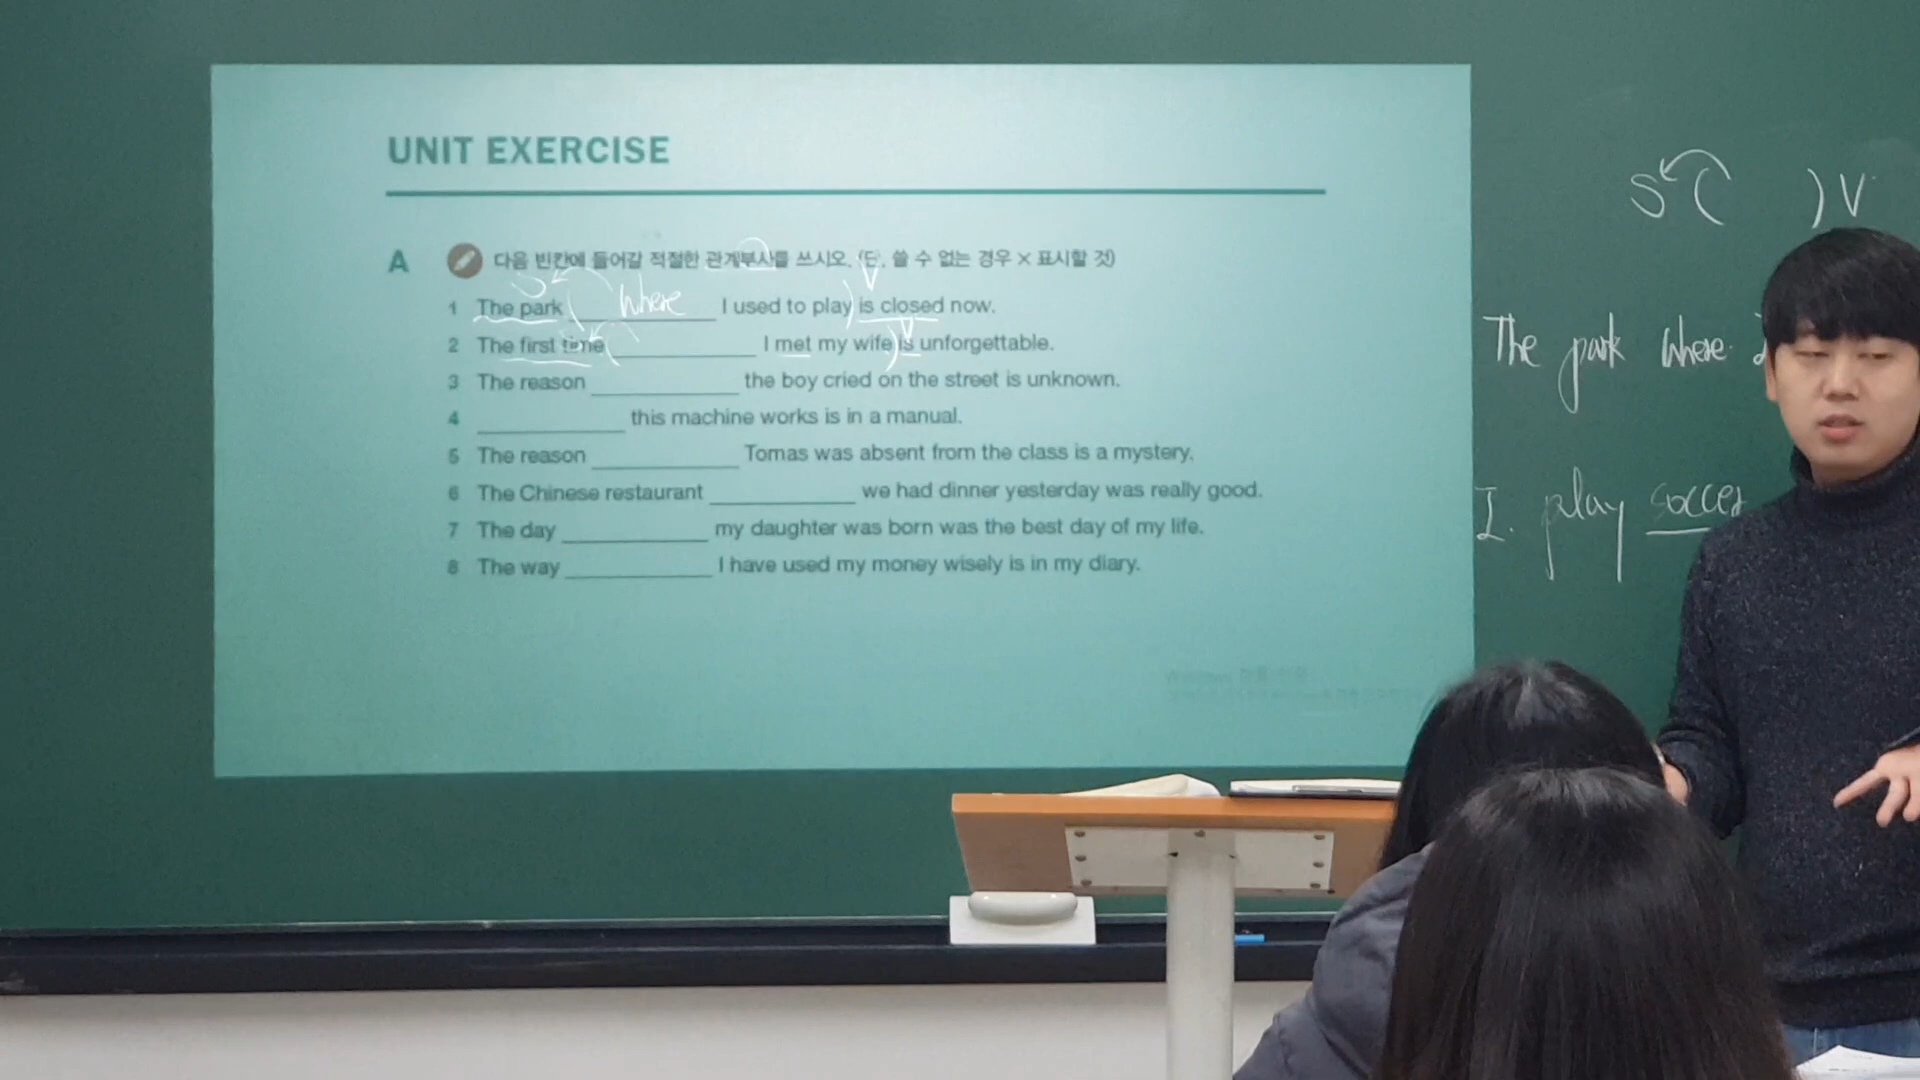 UNIT EXERCISE
A 다음 빈칸에 들어갈 적절한 관계부사를 쓰시오. (단, 쓸 수 없는 경우 × 표시할 것)
S V
1 The park ( where I used to play) is closed now.
V
2 The first time ( I met my wife) is unforgettable.
3 The reason the boy cried on the street is unknown.
4 this machine works is in a manual.
5 The reason Tomas was absent from the class is a mystery.
6 The Chinese restaurant we had dinner yesterday was really good.
7 The day my daughter was born was the best day of my life.
8 The way I have used my money wisely is in my diary.
Windows
S ( ) V
The park where
I. play soccer